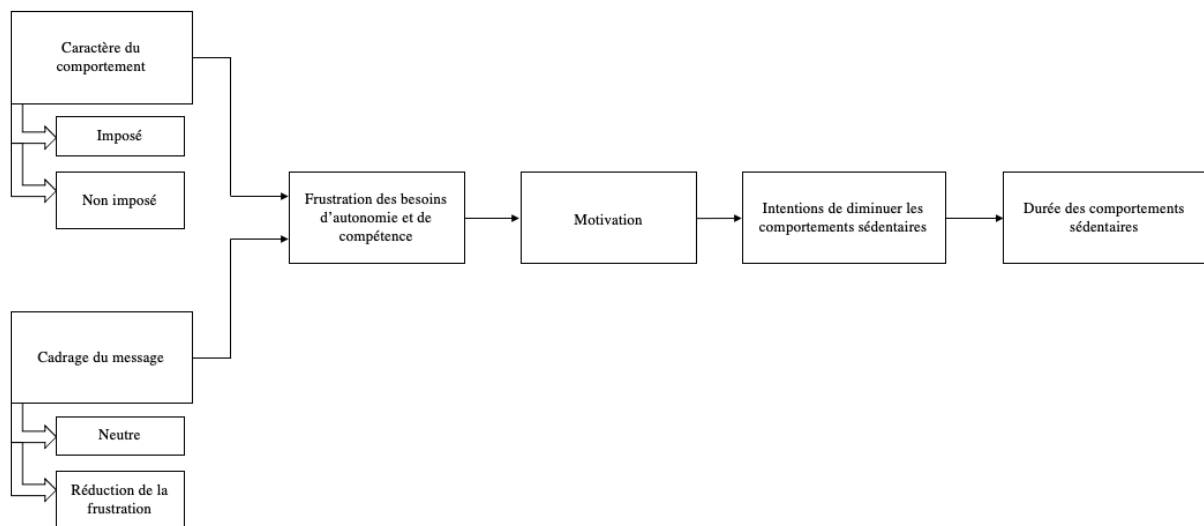 Caractère du
comportement
Imposé
Non imposé
Frustration des besoins
d'autonomie et de
compétence
Motivation
Intentions de diminuer les
comportements sédentaires
Durée des comportements
sédentaires
Cadrage du message
Neutre
Réduction de la
frustration